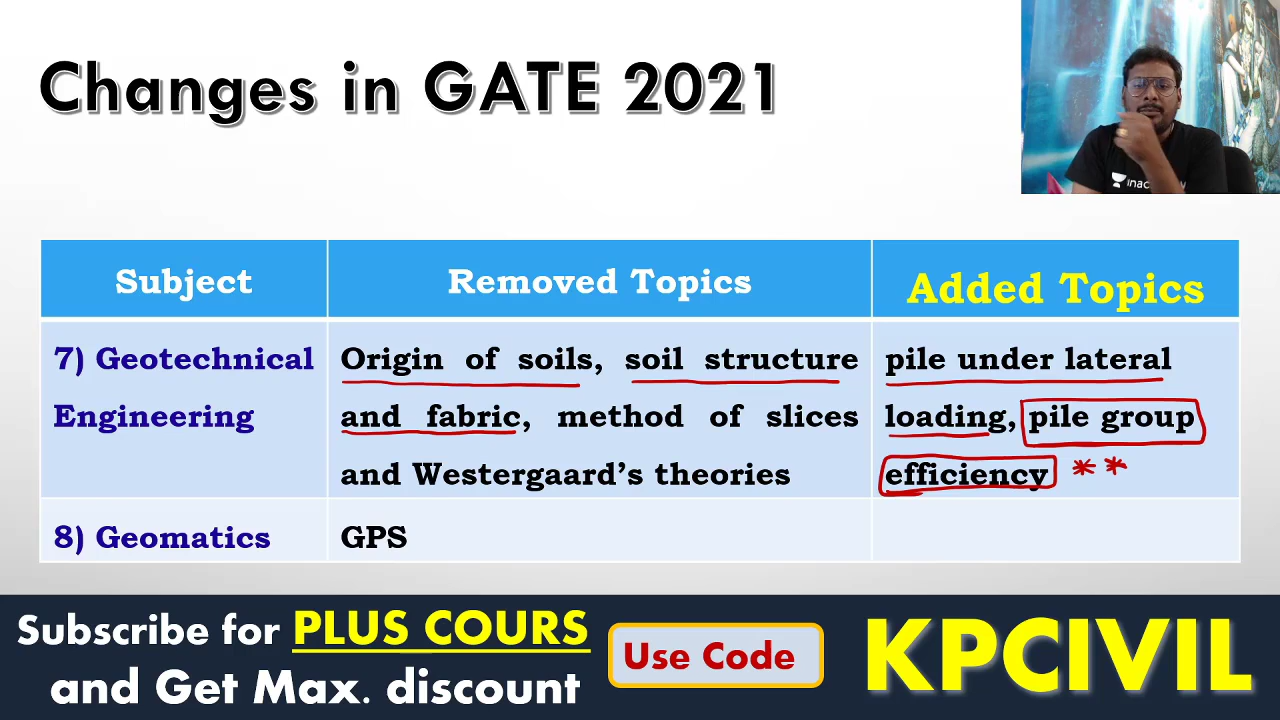 Changes in GATE 2021
inac
Subject Removed Topics Added Topics
7) Geotechnical Origin of soils, soil structure pile under lateral
Engineering and fabric, method of slices loading, pile group
and Westergaard's theories efficiency **
8) Geomatics GPS
Subscribe for PLUS COURS
and Get Max. discount
Use Code
KPCIVIL